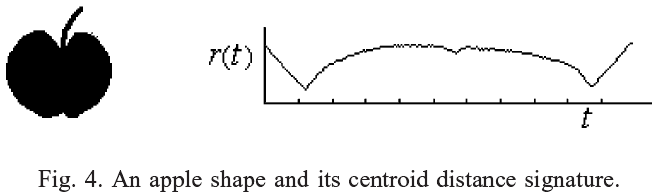 r(t)
t
Fig. 4. An apple shape and its centroid distance signature.